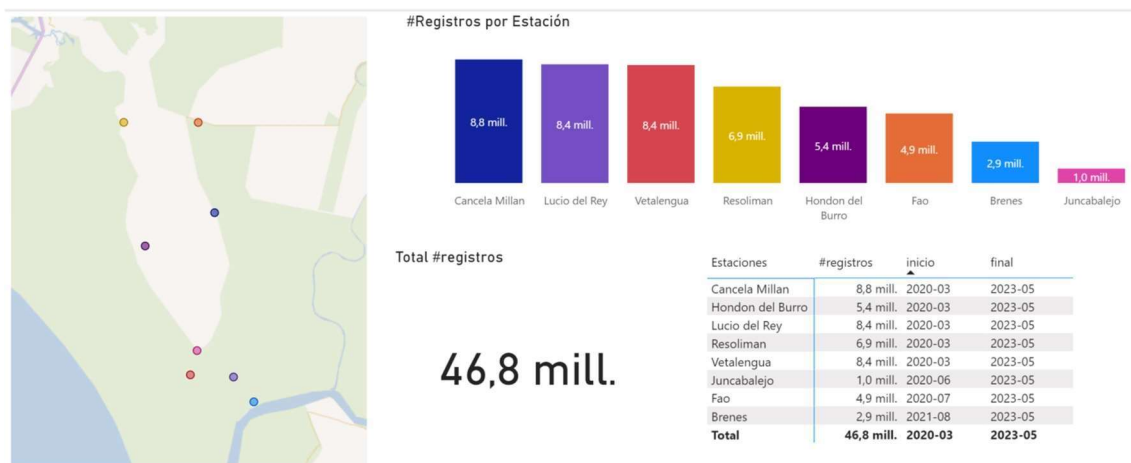 #Registros por Estación
8,8 mill.
8,4 mill.
8,4 mill.
6,9 mill.
5,4 mill.
4,9 mill.
2,9 mill.
1,0 mill.
Cancela Millan
Lucio del Rey
Vetalengua
Resoliman
Hondon del
Burro
Fao
Brenes
Juncabalejo
Total #registros
46,8 mill.
Estaciones #registros inicio final
Cancela Millan 8,8 mill. 2020-03 2023-05
Hondon del Burro 5,4 mill. 2020-03 2023-05
Lucio del Rey 8,4 mill. 2020-03 2023-05
Resoliman 6,9 mill. 2020-03 2023-05
Vetalengua 8,4 mill. 2020-03 2023-05
Juncabalejo 1,0 mill. 2020-06 2023-05
Fao 4,9 mill. 2020-07 2023-05
Brenes 2,9 mill. 2021-08 2023-05
Total 46,8 mill. 2020-03 2023-05